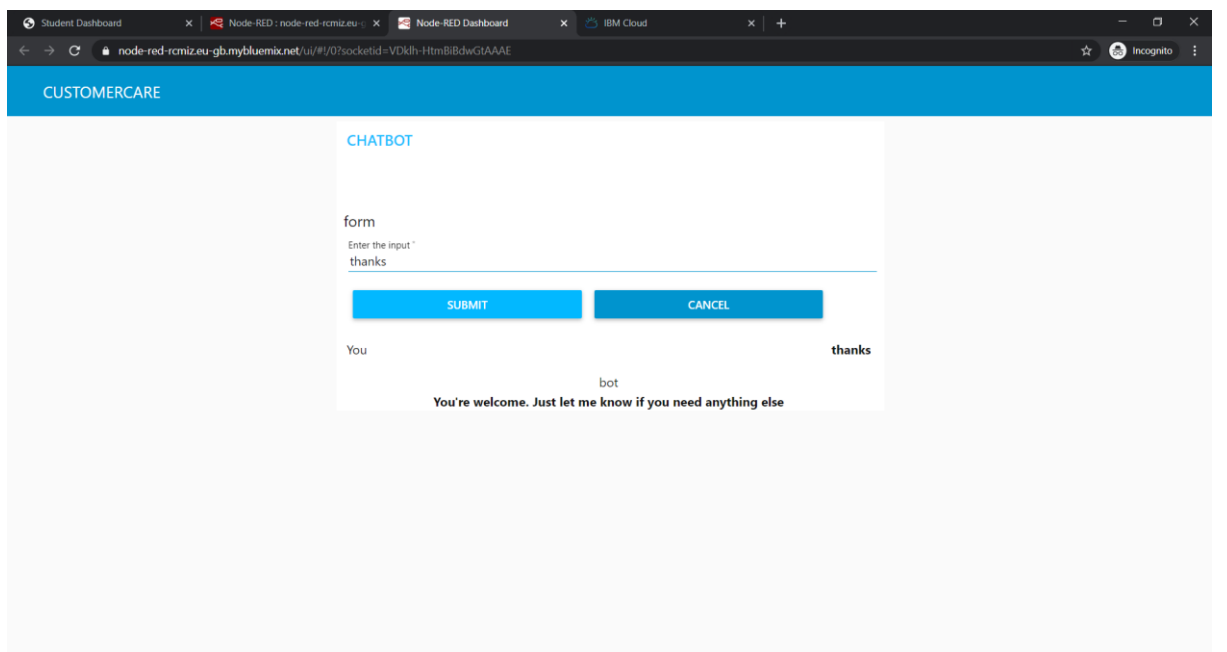 Student Dashboard
Node-RED : node-red-rcmiz.eu-g
Node-RED Dashboard
IBM Cloud
node-red-rcmiz.eu-gb.mybluemix.net/ui/#!/0?socketid=VDklh-HtmBiBdwGtAAAE
Incognito
CUSTOMERCARE
CHATBOT
form
Enter the input *
thanks
SUBMIT CANCEL
You thanks
bot
You're welcome. Just let me know if you need anything else